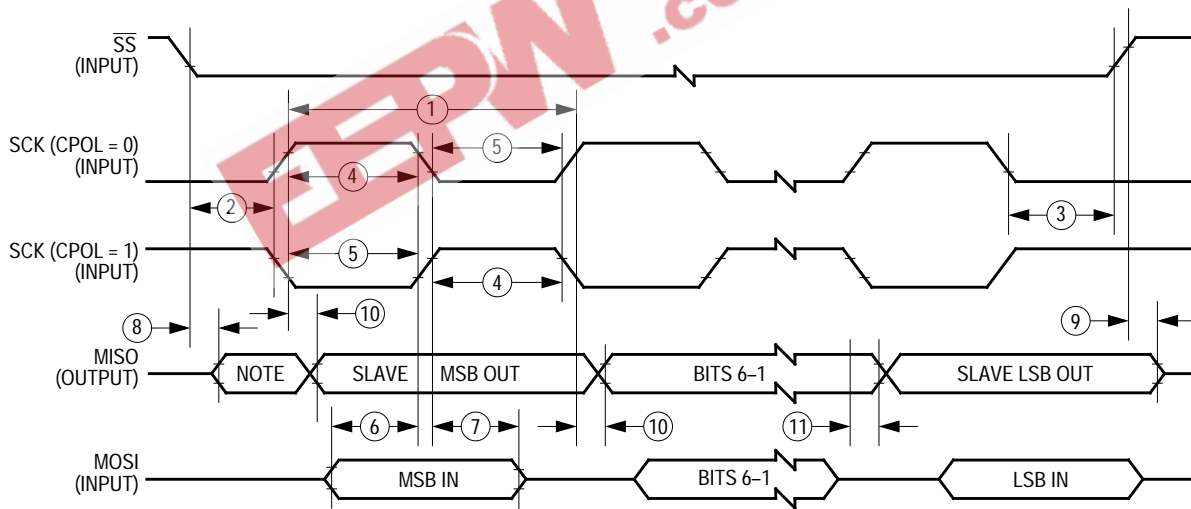 EEPW.co
SS
(INPUT)
1
SCK (CPOL = 0)
(INPUT)
5
4
2
3
SCK (CPOL = 1)
(INPUT)
5
4
8
10
9
MISO
(OUTPUT)
NOTE
SLAVE MSB OUT
BITS 6–1
SLAVE LSB OUT
6
7
10
11
MOSI
(INPUT)
MSB IN
BITS 6–1
LSB IN